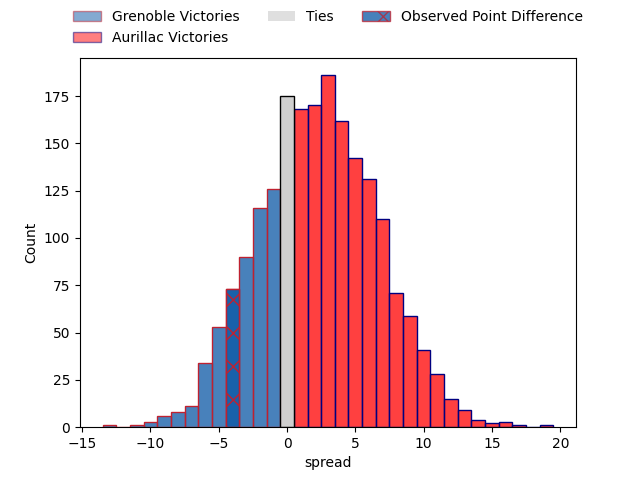 Grenoble Victories
Ties
Observed Point Difference
Aurillac Victories
175
150
125
100
75
50
25
0
Count
−15
−10
−5
0
5
10
15
20
spread